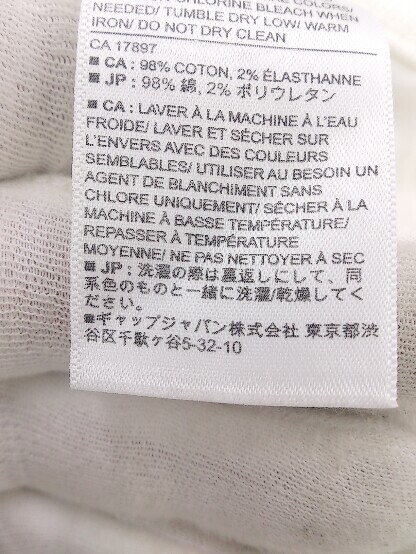 CHLORINE BLEACH WHEN
NEEDED/ TUMBLE DRY LOW/ WARM
IRON/ DO NOT DRY CLEAN
CA 17897
■ CA : 98% COTON, 2% ÉLASTHANNE
■ JP : 98% 綿, 2% ポリウレタン
■ CA : LAVER À LA MACHINE À L'EAU
FROIDE/ LAVER ET SÉCHER SUR
L'ENVERS AVEC DES COULEURS
SEMBLABLES/ UTILISER AU BESOIN UN
AGENT DE BLANCHIMENT SANS
CHLORE UNIQUEMENT/ SÉCHER À LA
MACHINE À BASSE TEMPÉRATURE/
REPASSER À TEMPÉRATURE
MOYENNE/ NE PAS NETTOYER À SEC
■ JP : 洗濯の際は裏返しにして、同
系色のものと一緒に洗濯/乾燥してく
ださい。
■ギャップジャパン株式会社 東京都渋
谷区千駄ヶ谷5-32-10